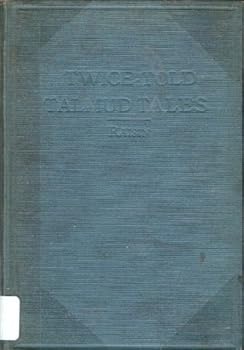 TWICE TOLD
TALMUD TALES
RAISIN